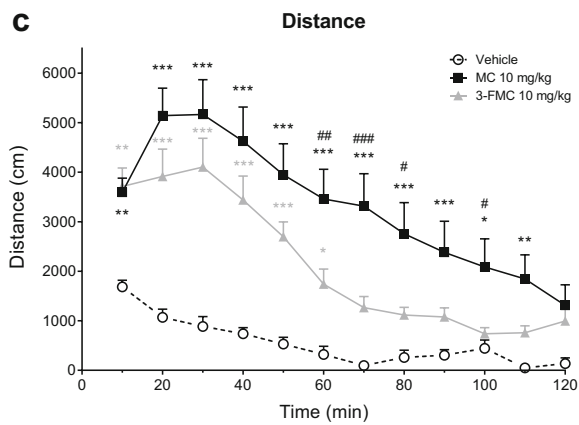 C
Distance
Vehicle
MC 10 mg/kg
3-FMC 10 mg/kg
6000
5000
4000
3000
2000
1000
0
Distance (cm)
*** *** *** *** ## *** ### *** # *** *** # * **
** *** *** *** *** *
**
0 20 40 60 80 100 120
Time (min)